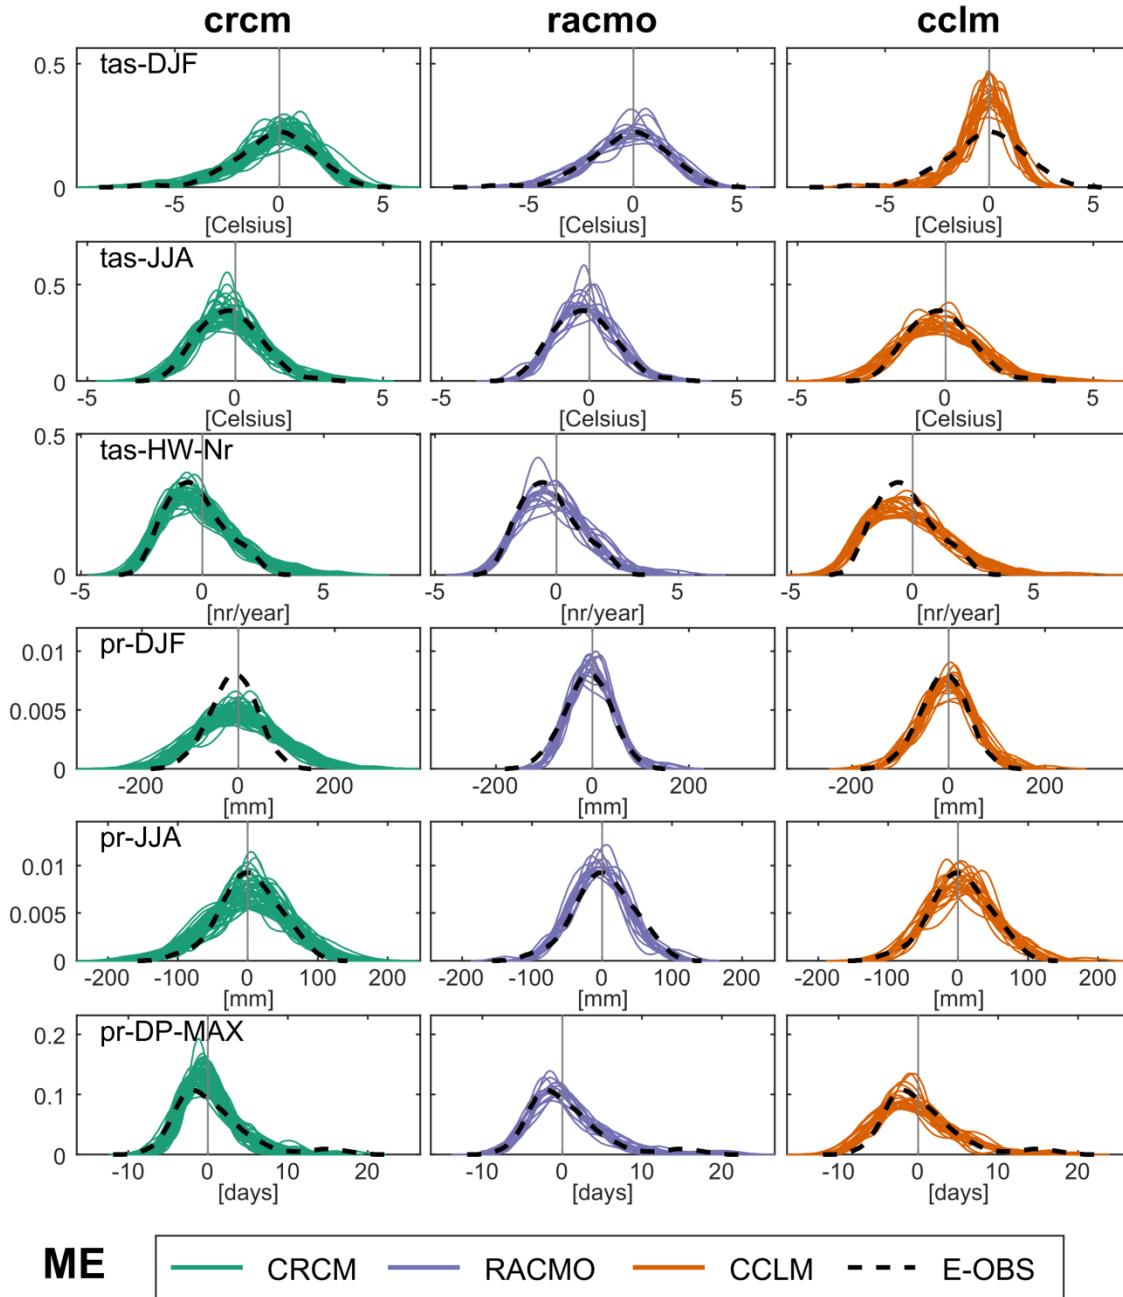 crcm racmo cclm
tas-DJF
0.5
0
-5 0 5 -5 0 5 -5 0 5
[Celsius] [Celsius] [Celsius]
tas-JJA
0.5
0
-5 0 5 -5 0 5 -5 0 5
[Celsius] [Celsius] [Celsius]
0.5
tas-HW-Nr
0
-5 0 5 -5 0 5 -5 0 5
[nr/year] [nr/year] [nr/year]
pr-DJF
0.01
0.005
0
-200 0 200 -200 0 200 -200 0 200
[mm] [mm] [mm]
pr-JJA
0.01
0.005
0
-200 -100 0 100 200 -200 -100 0 100 200 -200 -100 0 100 200
[mm] [mm] [mm]
pr-DP-MAX
0.2
0.1
0
-10 0 10 20 -10 0 10 20 -10 0 10 20
[days] [days] [days]
ME CRCM RACMO CCLM E-OBS